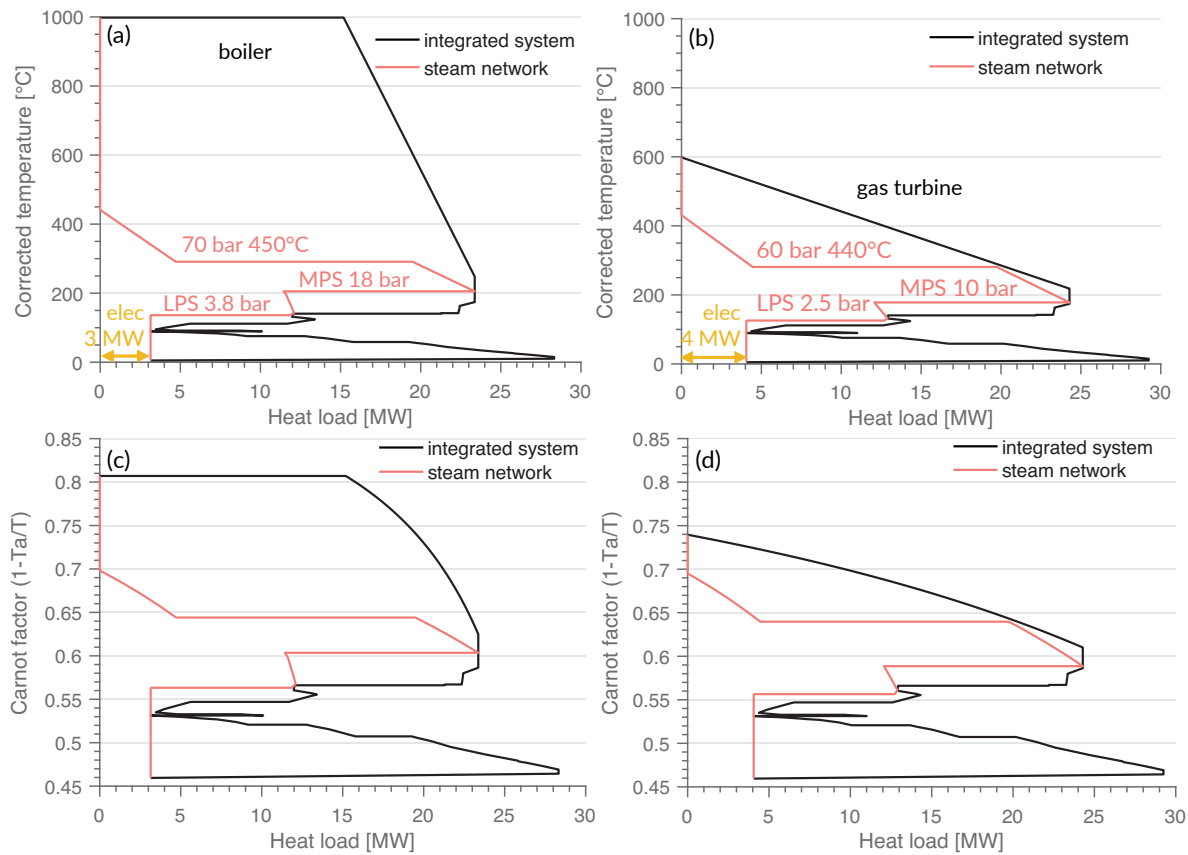 (a)
boiler
integrated system
steam network
70 bar 450°C
MPS 18 bar
LPS 3.8 bar
elec
3 MW
Corrected temperature [°C]
1000
800
600
400
200
0
0 5 10 15 20 25 30
Heat load [MW]
(b)
integrated system
steam network
gas turbine
60 bar 440°C
MPS 10 bar
LPS 2.5 bar
elec
4 MW
Corrected temperature [°C]
1000
800
600
400
200
0
0 5 10 15 20 25 30
Heat load [MW]
(c)
integrated system
steam network
Carnot factor (1-Ta/T)
0.85
0.8
0.75
0.7
0.65
0.6
0.55
0.5
0.45
0 5 10 15 20 25 30
Heat load [MW]
(d)
integrated system
steam network
Carnot factor (1-Ta/T)
0.85
0.8
0.75
0.7
0.65
0.6
0.55
0.5
0.45
0 5 10 15 20 25 30
Heat load [MW]